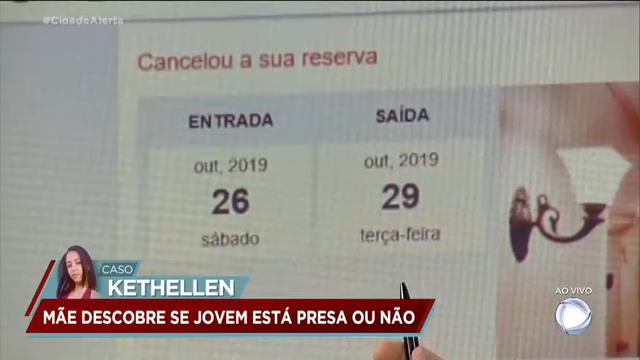 #CidadeAlerta
Cancelou a sua reserva
ENTRADA
out, 2019
26
sábado
SAÍDA
out, 2019
29
terça-feira
CASO
KETHELLEN
MÃE DESCOBRE SE JOVEM ESTÁ PRESA OU NÃO
AO VIVO